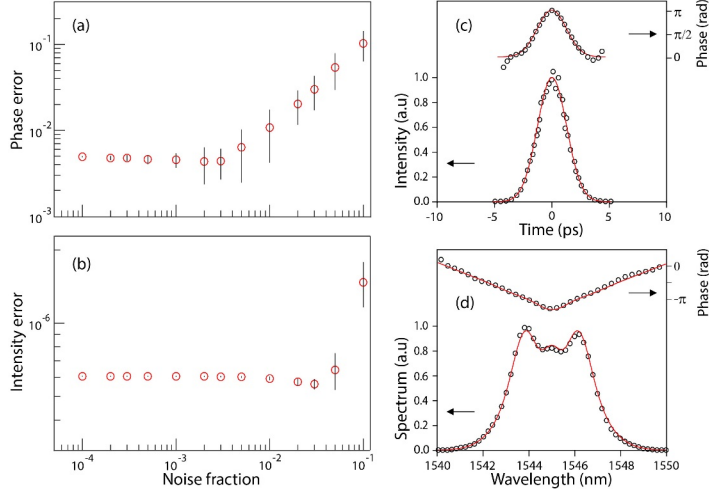 (a)
10^-1
10^-2
10^-3
Phase error
(b)
10^-6
Intensity error
10^-4
10^-3
10^-2
10^-1
Noise fraction
(c)
π
π/2
0
Phase (rad)
1.0
0.8
0.6
0.4
0.2
0.0
Intensity (a.u)
-10
-5
0
5
10
Time (ps)
(d)
0
-π
Phase (rad)
1.0
0.8
0.6
0.4
0.2
0.0
Spectrum (a.u)
1540
1542
1544
1546
1548
1550
Wavelength (nm)